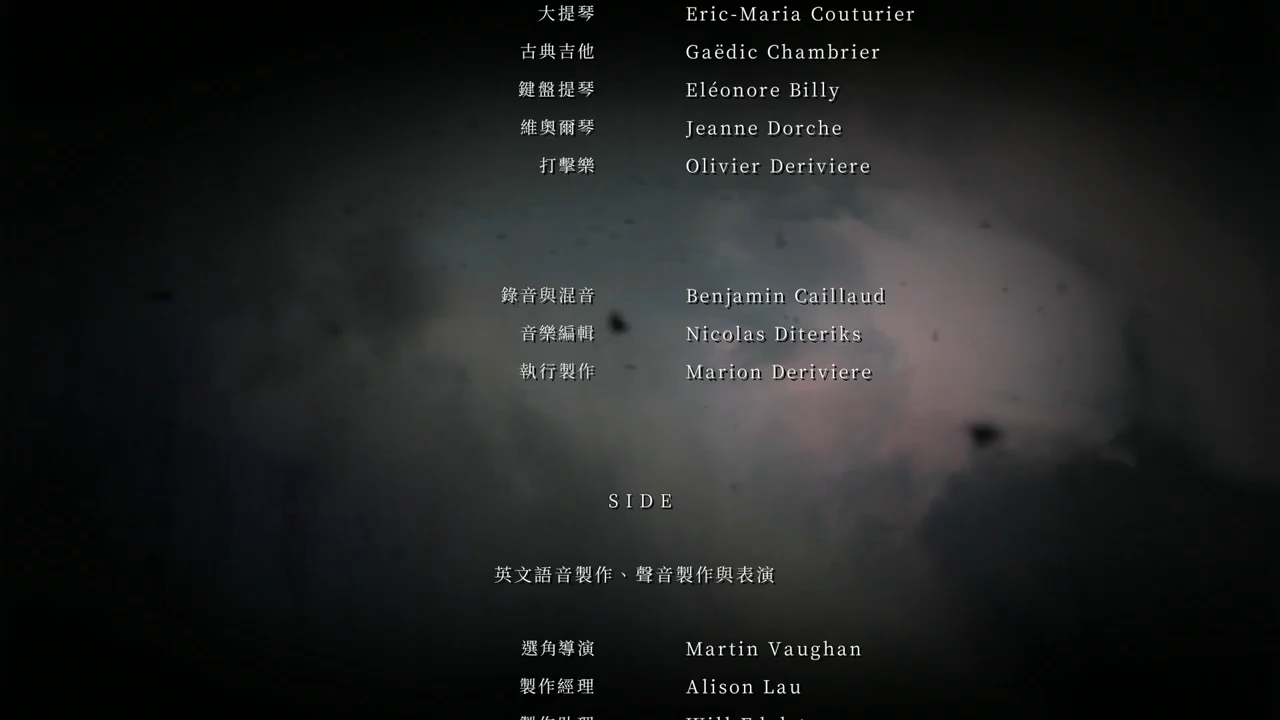 大提琴 Eric-Maria Couturier
古典吉他 Gaëdic Chambrier
鍵盤提琴 Eléonore Billy
維奧爾琴 Jeanne Dorche
打擊樂 Olivier Deriviere
錄音與混音 Benjamin Caillaud
音樂編輯 Nicolas Diteriks
執行製作 Marion Deriviere
SIDE
英文語音製作、聲音製作與表演
選角導演 Martin Vaughan
製作經理 Alison Lau